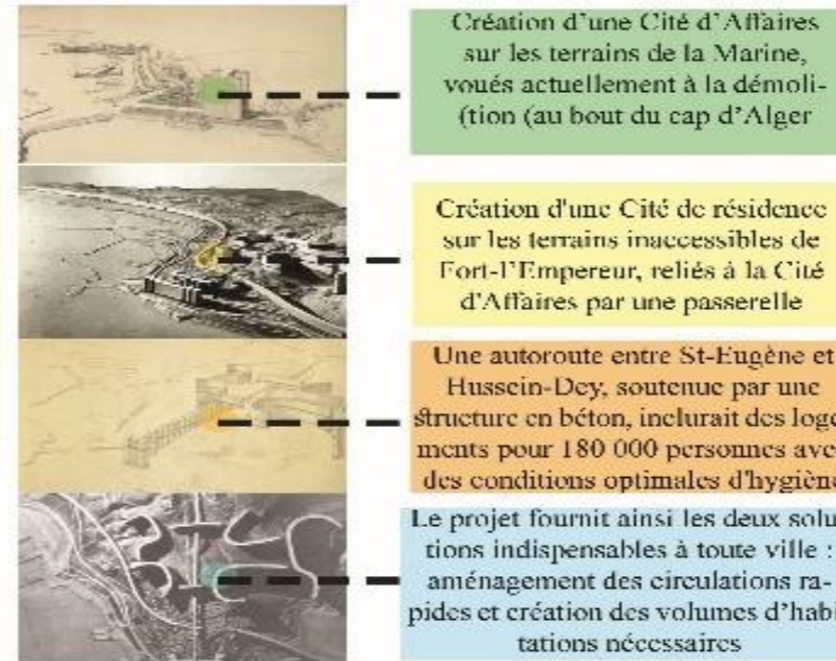 Création d’une Cité d’Affaires
sur les terrains de la Marine,
voués actuellement à la démoli-
(tion (au bout du cap d’Alger
Création d'une Cité de résidence
sur les terrains inaccessibles de
Fort-l’Empereur, reliés à la Cité
d'Affaires par une passerelle
Une autoroute entre St-Eugène et
Hussein-Dey, soutenue par une
structure en béton, inclurait des loge
ments pour 180 000 personnes ave
des conditions optimales d'hygiène
Le projet fournit ainsi les deux solu
tions indispensables à toute ville :
aménagement des circulations ra-
pides et création des volumes d’habi
tations nécessaires